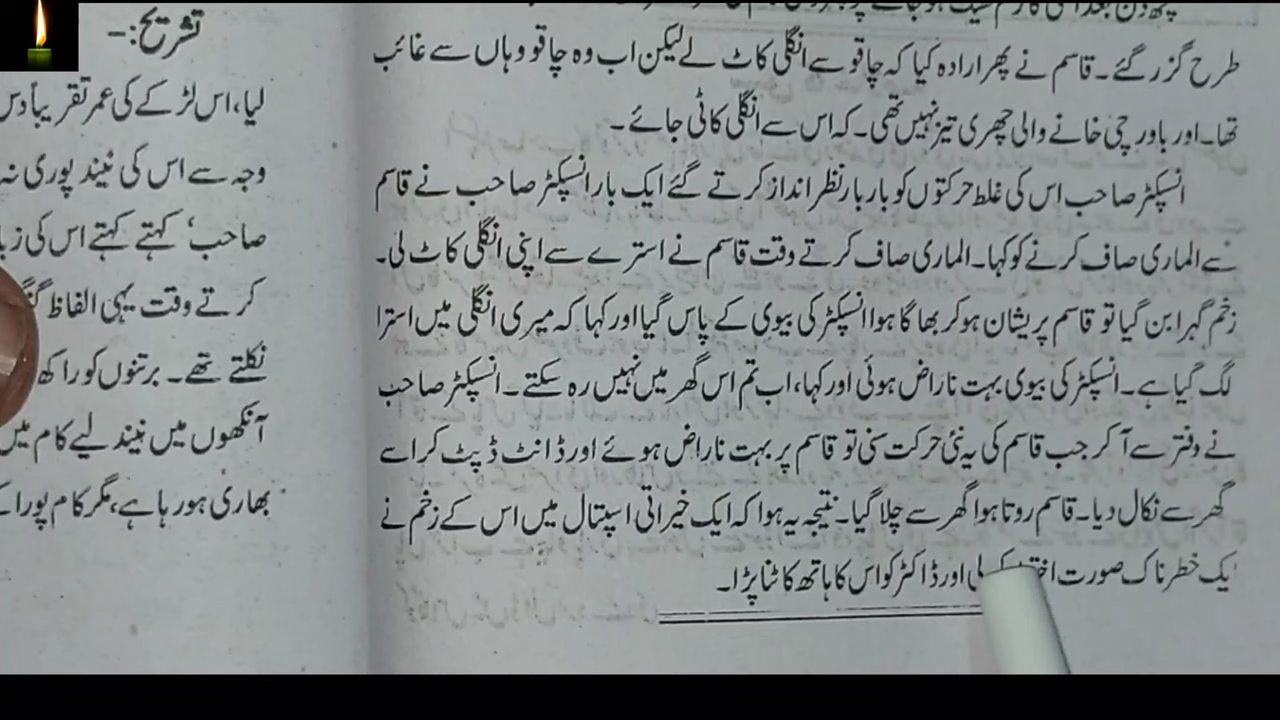 کچھ دن بعد
طرح گزر گئے۔ قاسم نے پھر ارادہ کیا کہ چاقو سے انگلی کاٹ لے لیکن اب وہ چاقو وہاں سے غائب
تھا۔ اور باورچی خانے والی چھری تیز نہیں تھی۔ کہ اس سے انگلی کاٹی جائے۔
انسپکٹر صاحب اس کی غلط حرکتوں کو بار بار نظر انداز کرتے گئے ایک بار انسپکٹر صاحب نے قاسم
سے الماری صاف کرنے کو کہا۔ الماری صاف کرتے وقت قاسم نے استرے سے اپنی انگلی کاٹ لی۔
زخم گہرا بن گیا تو قاسم پریشان ہو کر بھاگا ہوا انسپکٹر کی بیوی کے پاس گیا اور کہا کہ میری انگلی میں استرا
لگ گیا ہے۔ انسپکٹر کی بیوی بہت ناراض ہوئی اور کہا، اب تم اس گھر میں نہیں رہ سکتے۔ انسپکٹر صاحب
نے دفتر سے آ کر جب قاسم کی یہ نئی حرکت سنی تو قاسم پر بہت ناراض ہوئے اور ڈانٹ ڈپٹ کر اسے
گھر سے نکال دیا۔ قاسم روتا ہوا گھر سے چلا گیا۔ نتیجہ یہ ہوا کہ ایک خیراتی اسپتال میں اس کے زخم نے
یک خطرناک صورت لی اور ڈاکٹر کو اس کا ہاتھ کاٹنا پڑا۔
تشریح:-
لیا، اس لڑکے کی عمر تقریباً دس
وجہ سے اس کی نیند پوری نہ
صاحب‘ کہتے کہتے اس کی
کرتے وقت یہی الفاظ
نکلتے تھے۔ برتنوں کو راکھ
آنکھوں میں نیند لیے کام میں
بھاری ہو رہا ہے، مگر کام پورا